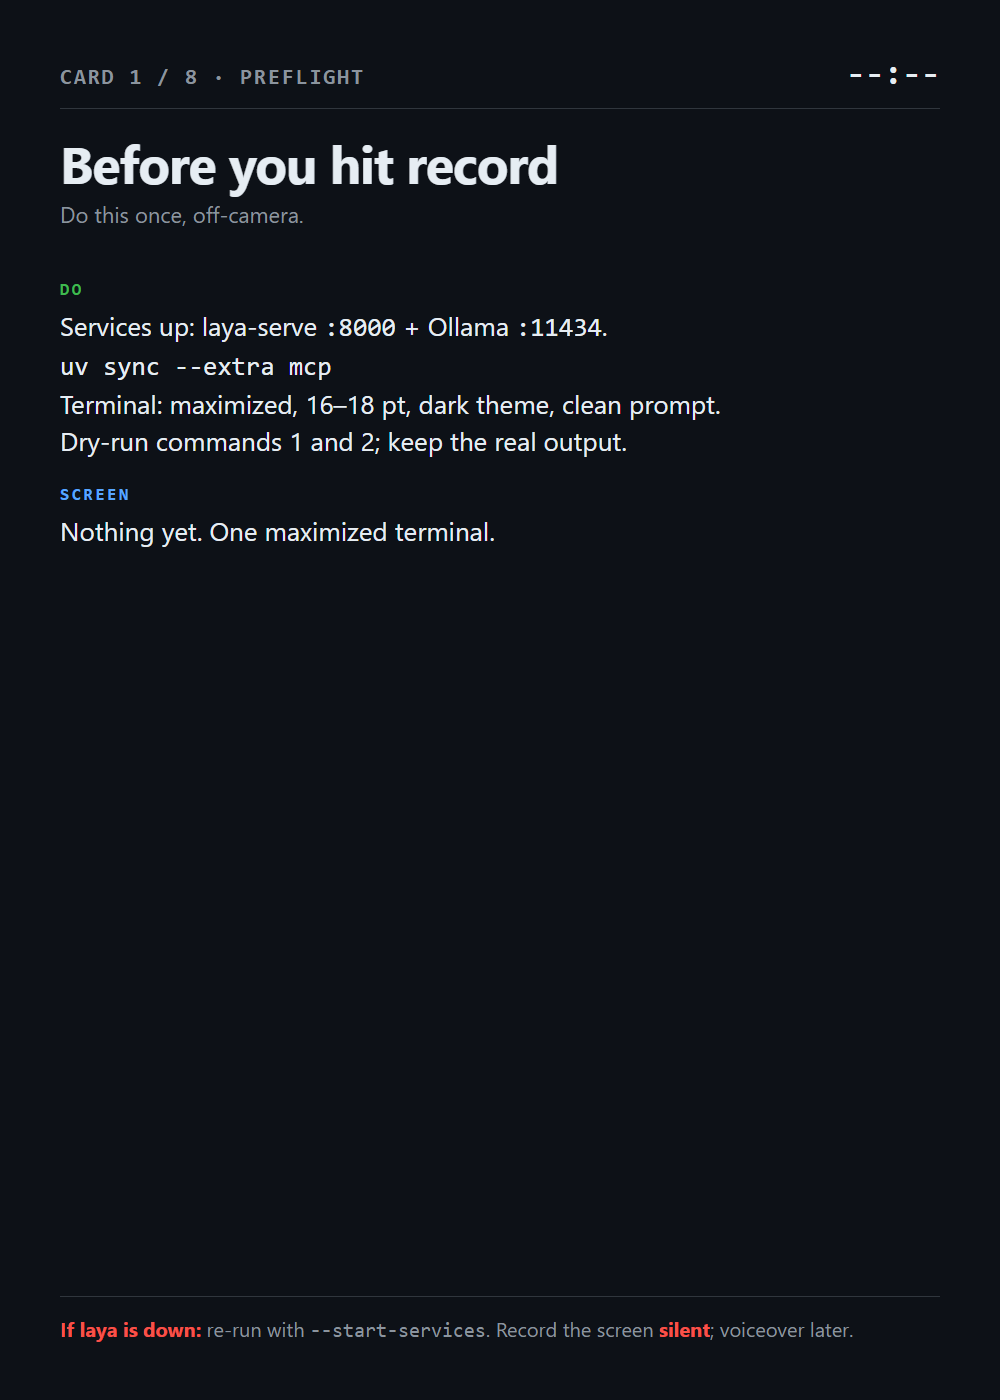 CARD 1 / 8 · PREFLIGHT
--:--
Before you hit record
Do this once, off-camera.
DO
Services up: laya-serve :8000 + Ollama :11434.
uv sync --extra mcp
Terminal: maximized, 16–18 pt, dark theme, clean prompt.
Dry-run commands 1 and 2; keep the real output.
SCREEN
Nothing yet. One maximized terminal.
If laya is down: re-run with --start-services. Record the screen silent; voiceover later.